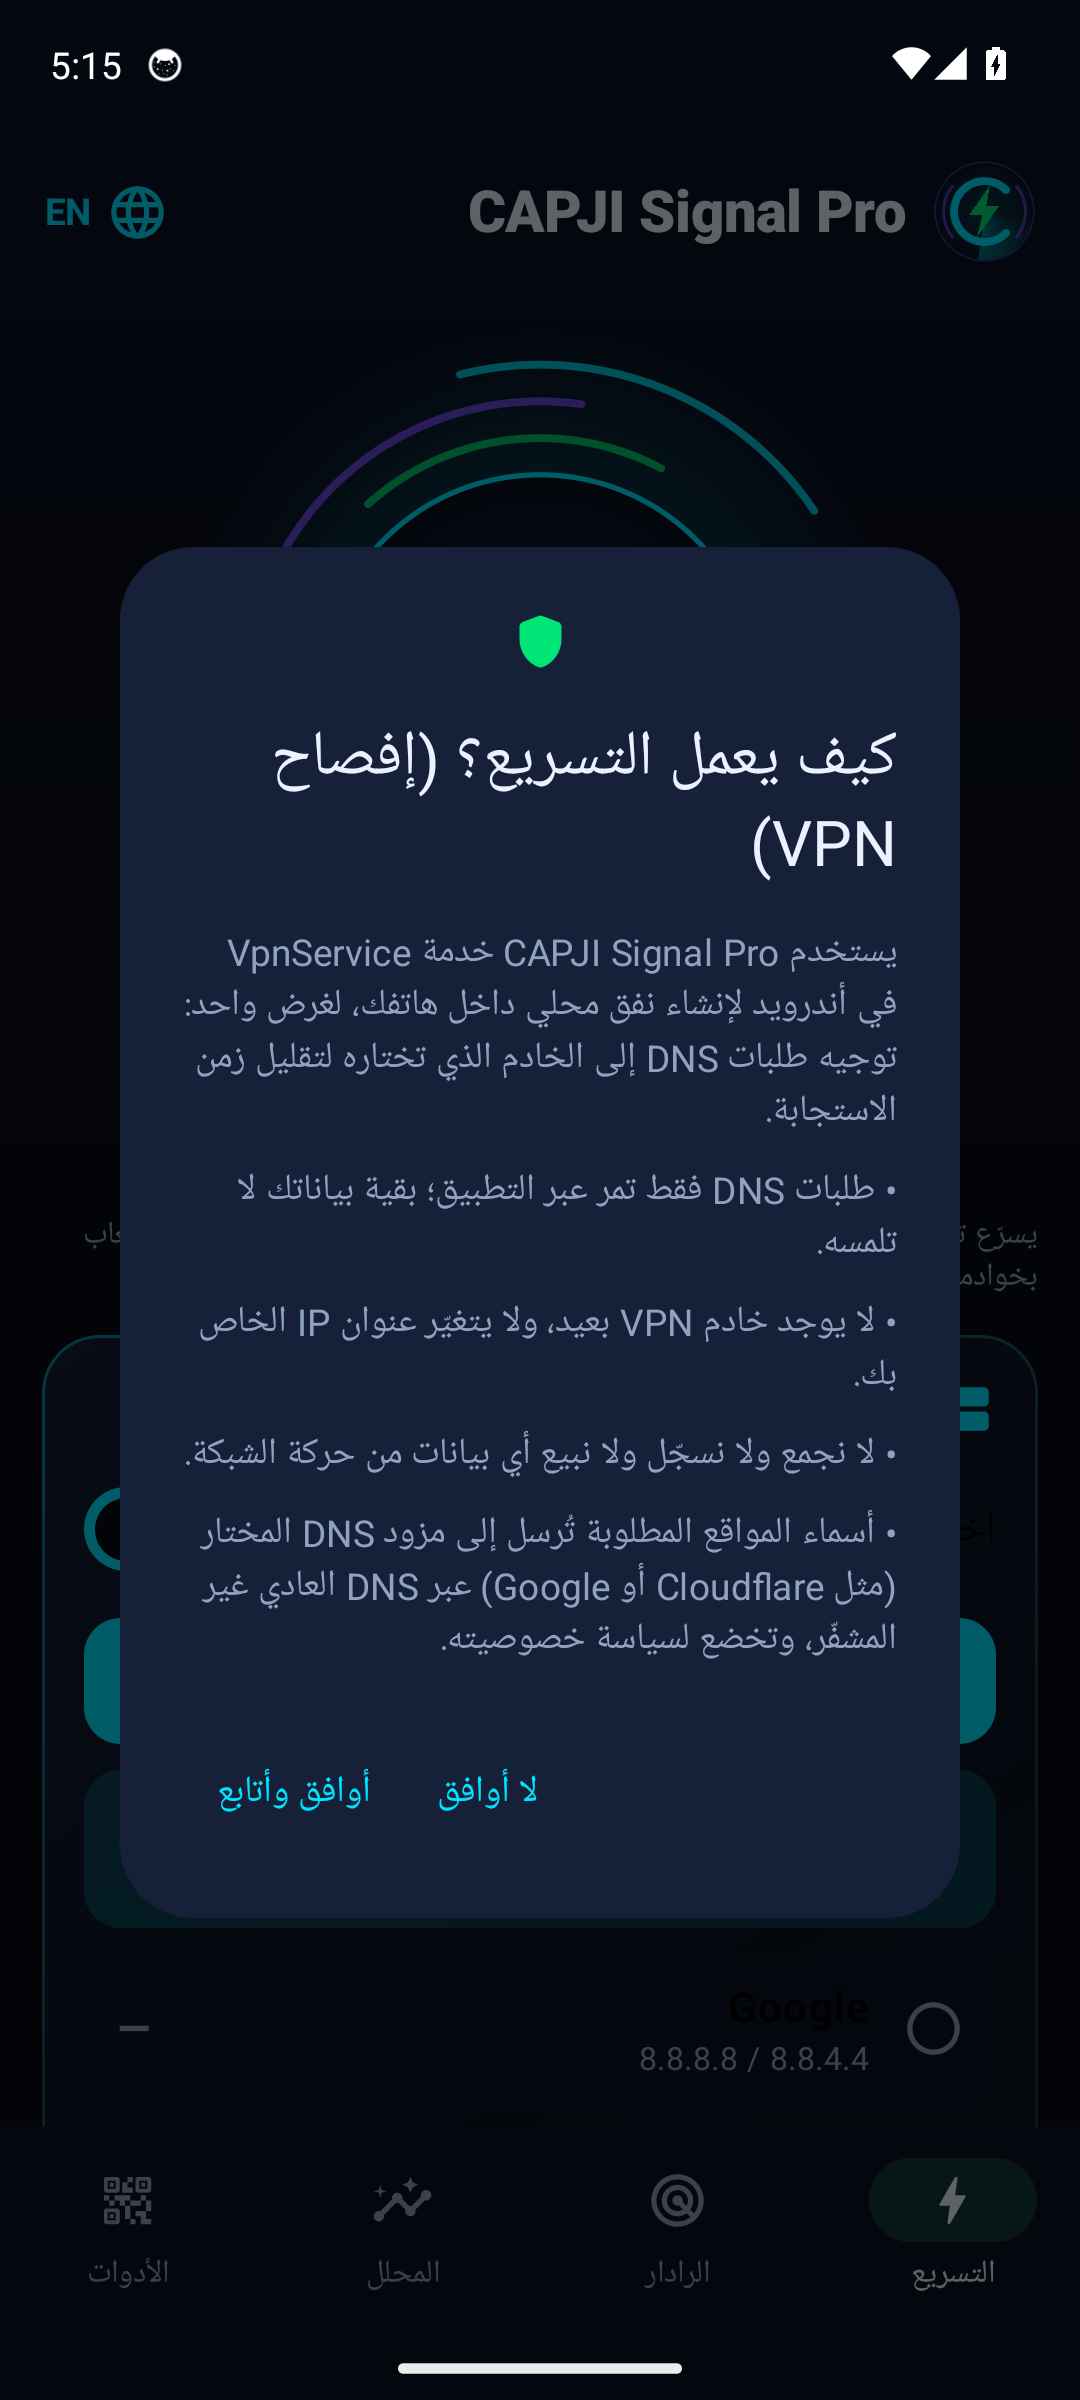 5:15
CAPJI Signal Pro
EN
كيف يعمل التسريع؟ (إفصاح
VPN)
يستخدم CAPJI Signal Pro خدمة VpnService
في أندرويد لإنشاء نفق محلي داخل هاتفك، لغرض واحد:
توجيه طلبات DNS إلى الخادم الذي تختاره لتقليل زمن
الاستجابة.
• طلبات DNS فقط تمر عبر التطبيق؛ بقية بياناتك لا
تلمسه.
• لا يوجد خادم VPN بعيد، ولا يتغيّر عنوان IP الخاص
بك.
• لا نجمع ولا نسجّل ولا نبيع أي بيانات من حركة الشبكة.
• أسماء المواقع المطلوبة تُرسل إلى مزود DNS المختار
(مثل Cloudflare أو Google) عبر DNS العادي غير
المشفّر، وتخضع لسياسة خصوصيته.
لا أوافق
أوافق وأتابع
يسرّع
Google
8.8.8.8 / 8.8.4.4
التسريع
الرادار
المحلل
الأدوات